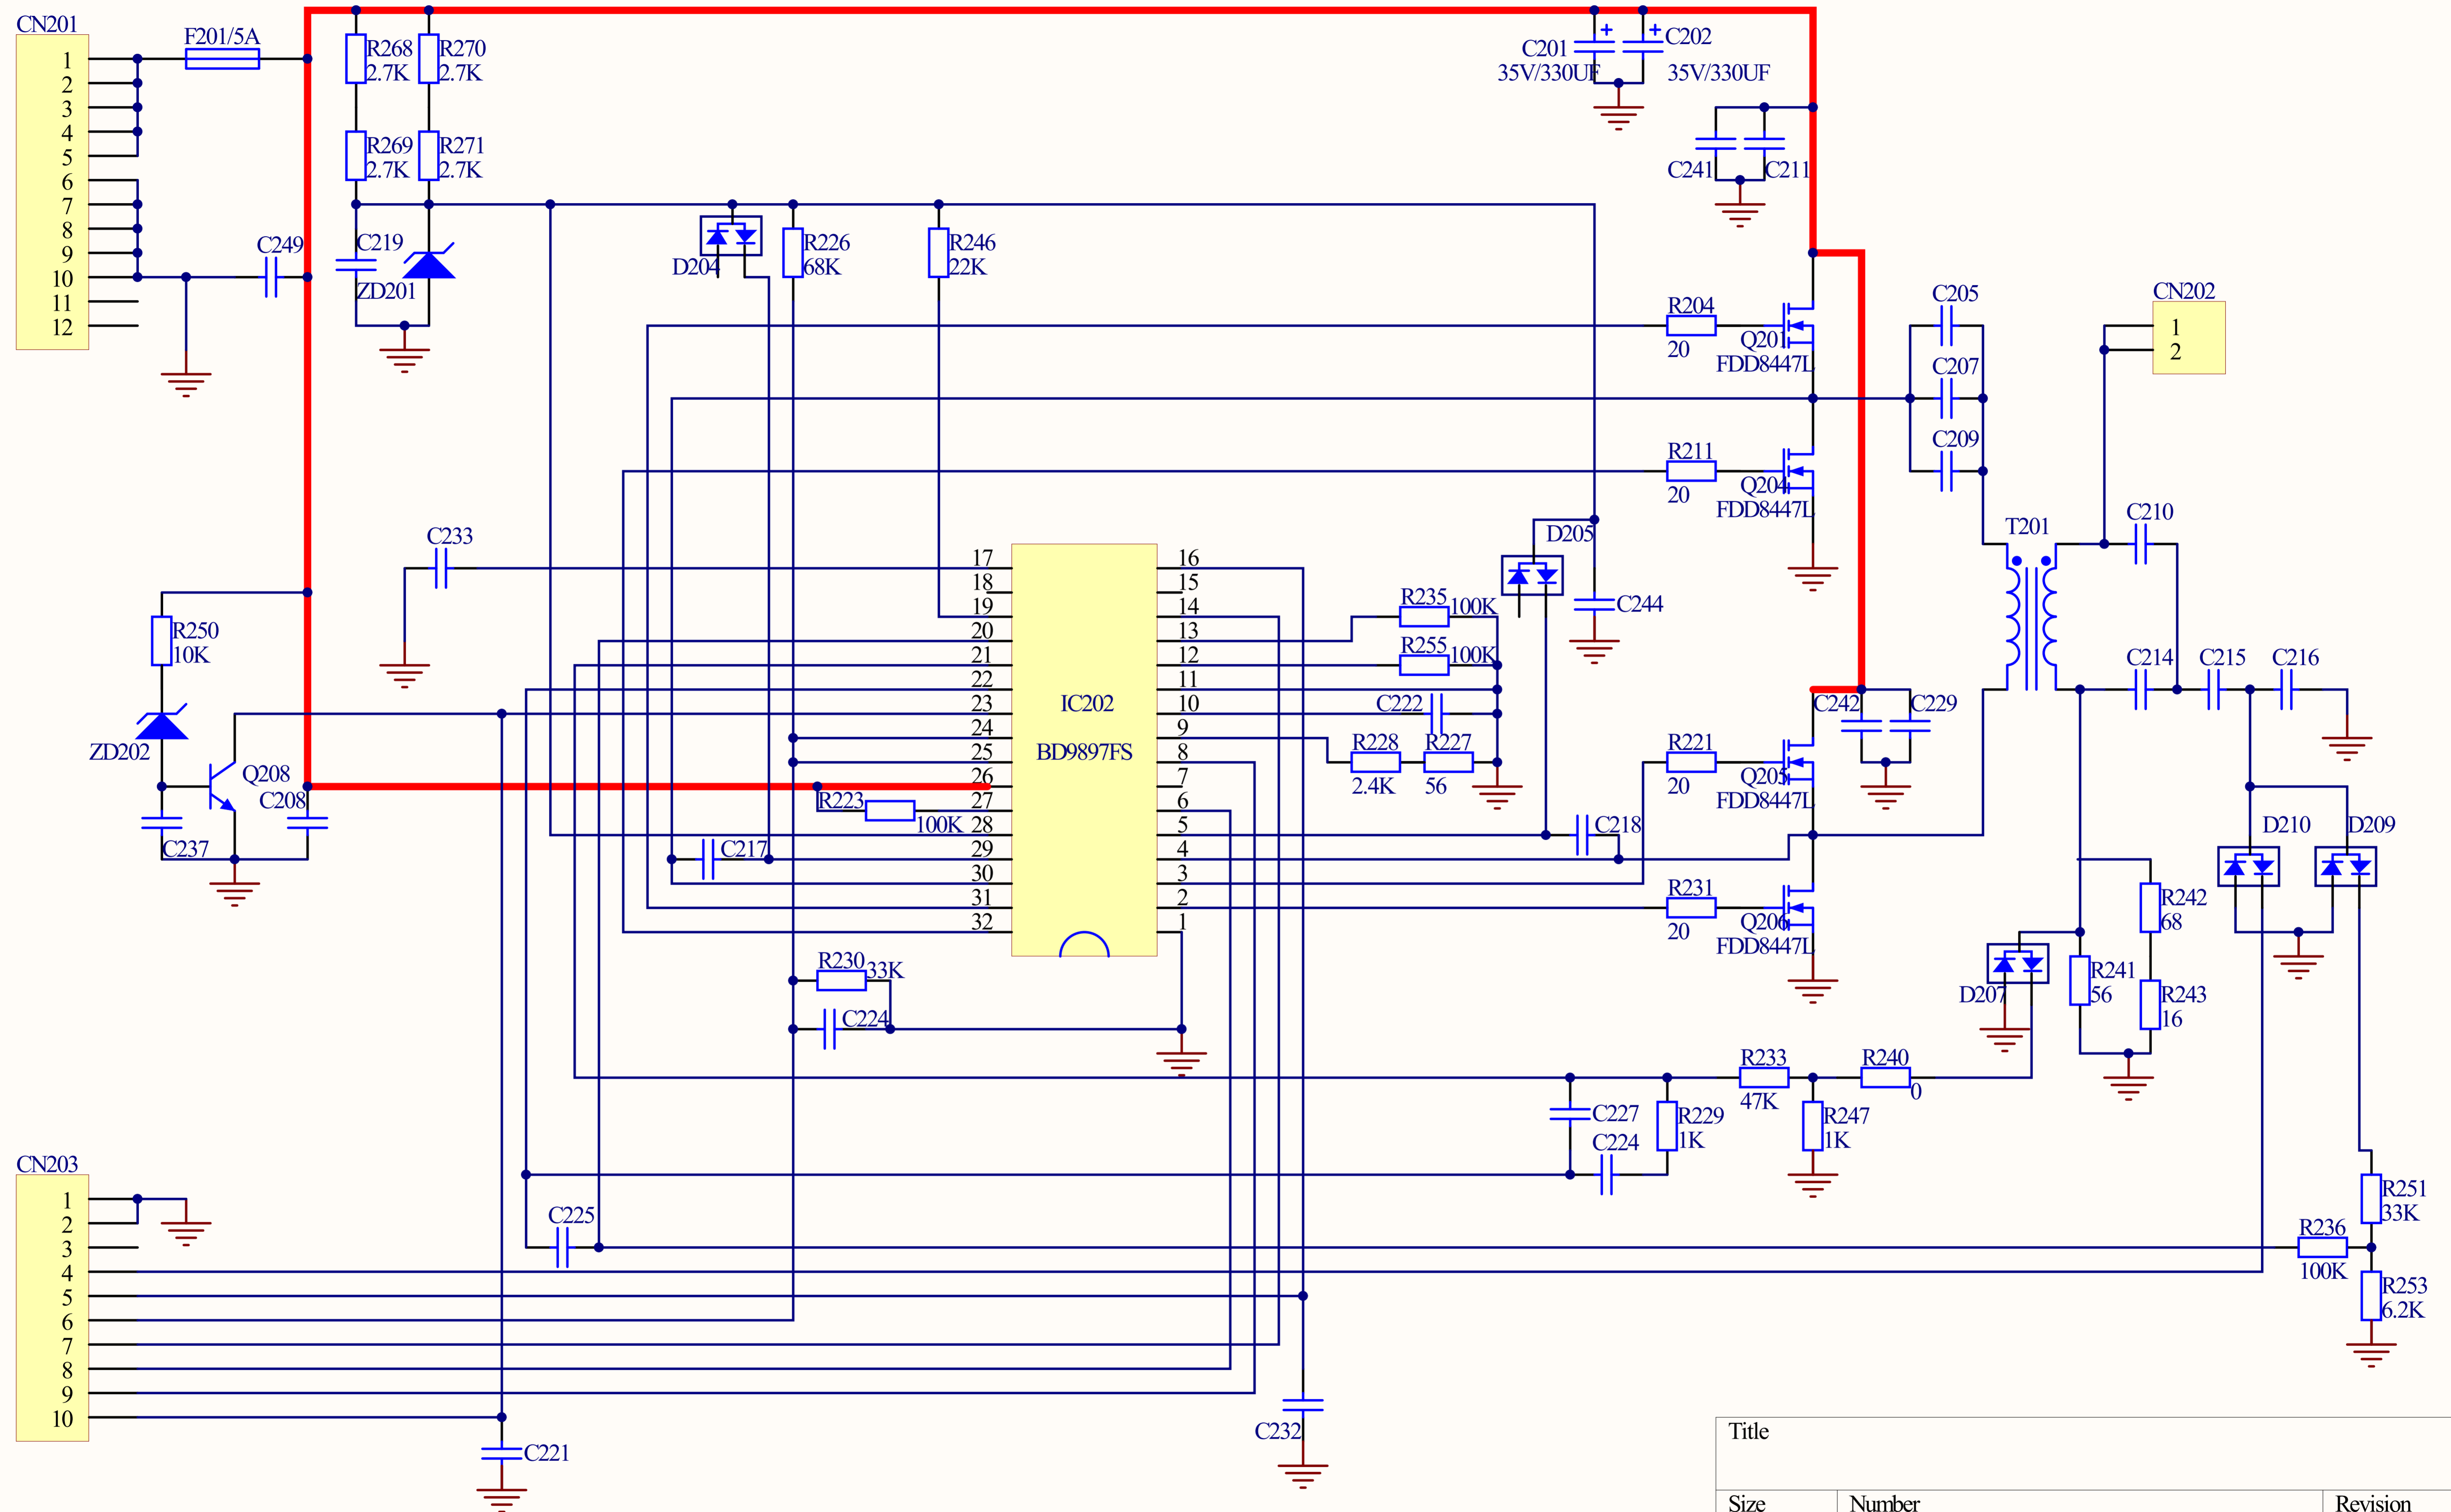 CN201
1
2
3
4
5
6
7
8
9
10
11
12
F201/5A
C249
R268
2.7K
R270
2.7K
R269
2.7K
R271
2.7K
C219
ZD201
D204
R226
68K
R246
22K
C201
35V/330UF
C202
35V/330UF
C241
C211
R204
20
Q201
FDD8447L
R211
20
Q204
FDD8447L
C205
C207
C209
CN202
1
2
T201
C210
C214
C215
C216
C233
R250
10K
ZD202
Q208
C208
C237
17
18
19
20
21
22
23
24
25
26
27
28
29
30
31
32
IC202
BD9897FS
16
15
14
13
12
11
10
9
8
7
6
5
4
3
2
1
R223
100K
C217
R230
33K
C224
R235
100K
R255
100K
C222
R228
2.4K
R227
56
D205
C244
C218
R221
20
Q205
FDD8447L
C242
C229
R231
20
Q206
FDD8447L
D210
D209
R242
68
D207
R241
56
R243
16
R233
47K
R240
0
C227
R229
1K
R247
1K
C224
R251
33K
R236
100K
R253
6.2K
CN203
1
2
3
4
5
6
7
8
9
10
C225
C221
C232
Title
Size
Number
Revision